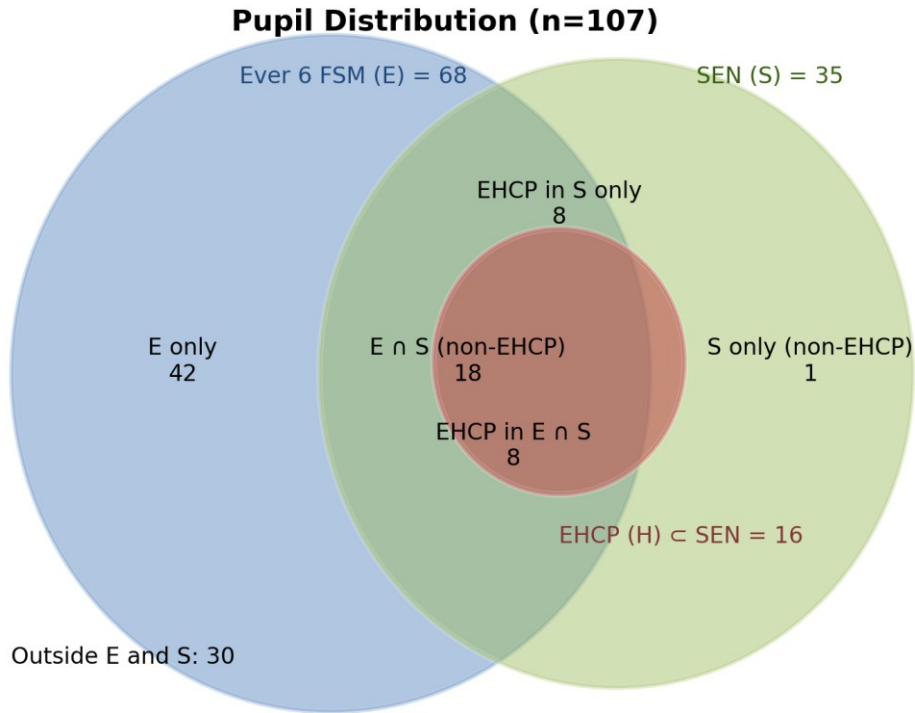 Pupil Distribution (n=107)
Ever 6 FSM (E) = 68
SEN (S) = 35
EHCP in S only
8
E only
42
E ∩ S (non-EHCP)
18
S only (non-EHCP)
1
EHCP in E ∩ S
8
EHCP (H) ⊂ SEN = 16
Outside E and S: 30